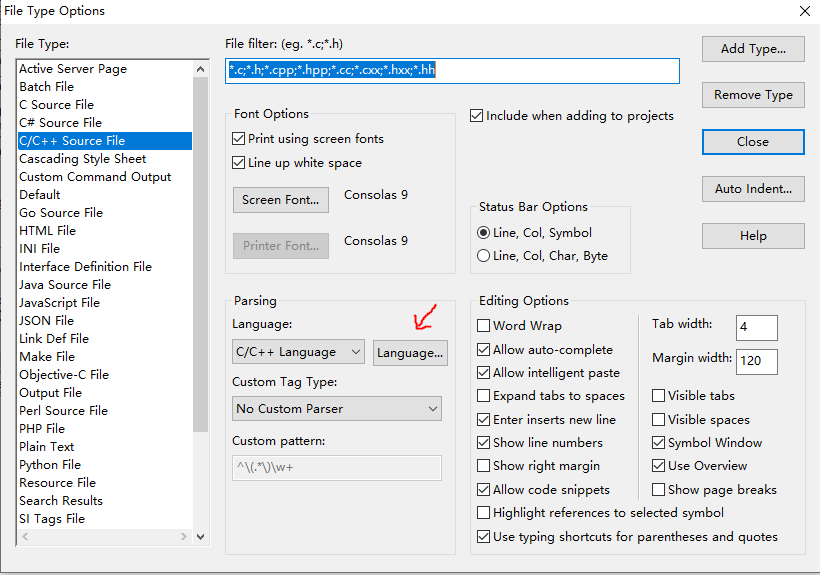 File Type Options
File Type:
Active Server Page
Batch File
C Source File
C# Source File
C/C++ Source File
Cascading Style Sheet
Custom Command Output
Default
Go Source File
HTML File
INI File
Interface Definition File
Java Source File
JavaScript File
JSON File
Link Def File
Make File
Objective-C File
Output File
Perl Source File
PHP File
Plain Text
Python File
Resource File
Search Results
SI Tags File
File filter: (eg. *.c;*.h)
*.c;*.h;*.cpp;*.hpp;*.cc;*.cxx;*.hxx;*.hh
Font Options
Print using screen fonts
Line up white space
Screen Font...
Consolas 9
Printer Font...
Consolas 9
Include when adding to projects
Status Bar Options
Line, Col, Symbol
Line, Col, Char, Byte
Add Type...
Remove Type
Close
Auto Indent...
Help
Parsing
Language:
C/C++ Language
Language...
Custom Tag Type:
No Custom Parser
Custom pattern:
^\(.*\)\w+
Editing Options
Word Wrap
Allow auto-complete
Allow intelligent paste
Expand tabs to spaces
Enter inserts new line
Show line numbers
Show right margin
Allow code snippets
Highlight references to selected symbol
Use typing shortcuts for parentheses and quotes
Tab width: 4
Margin width: 120
Visible tabs
Visible spaces
Symbol Window
Use Overview
Show page breaks